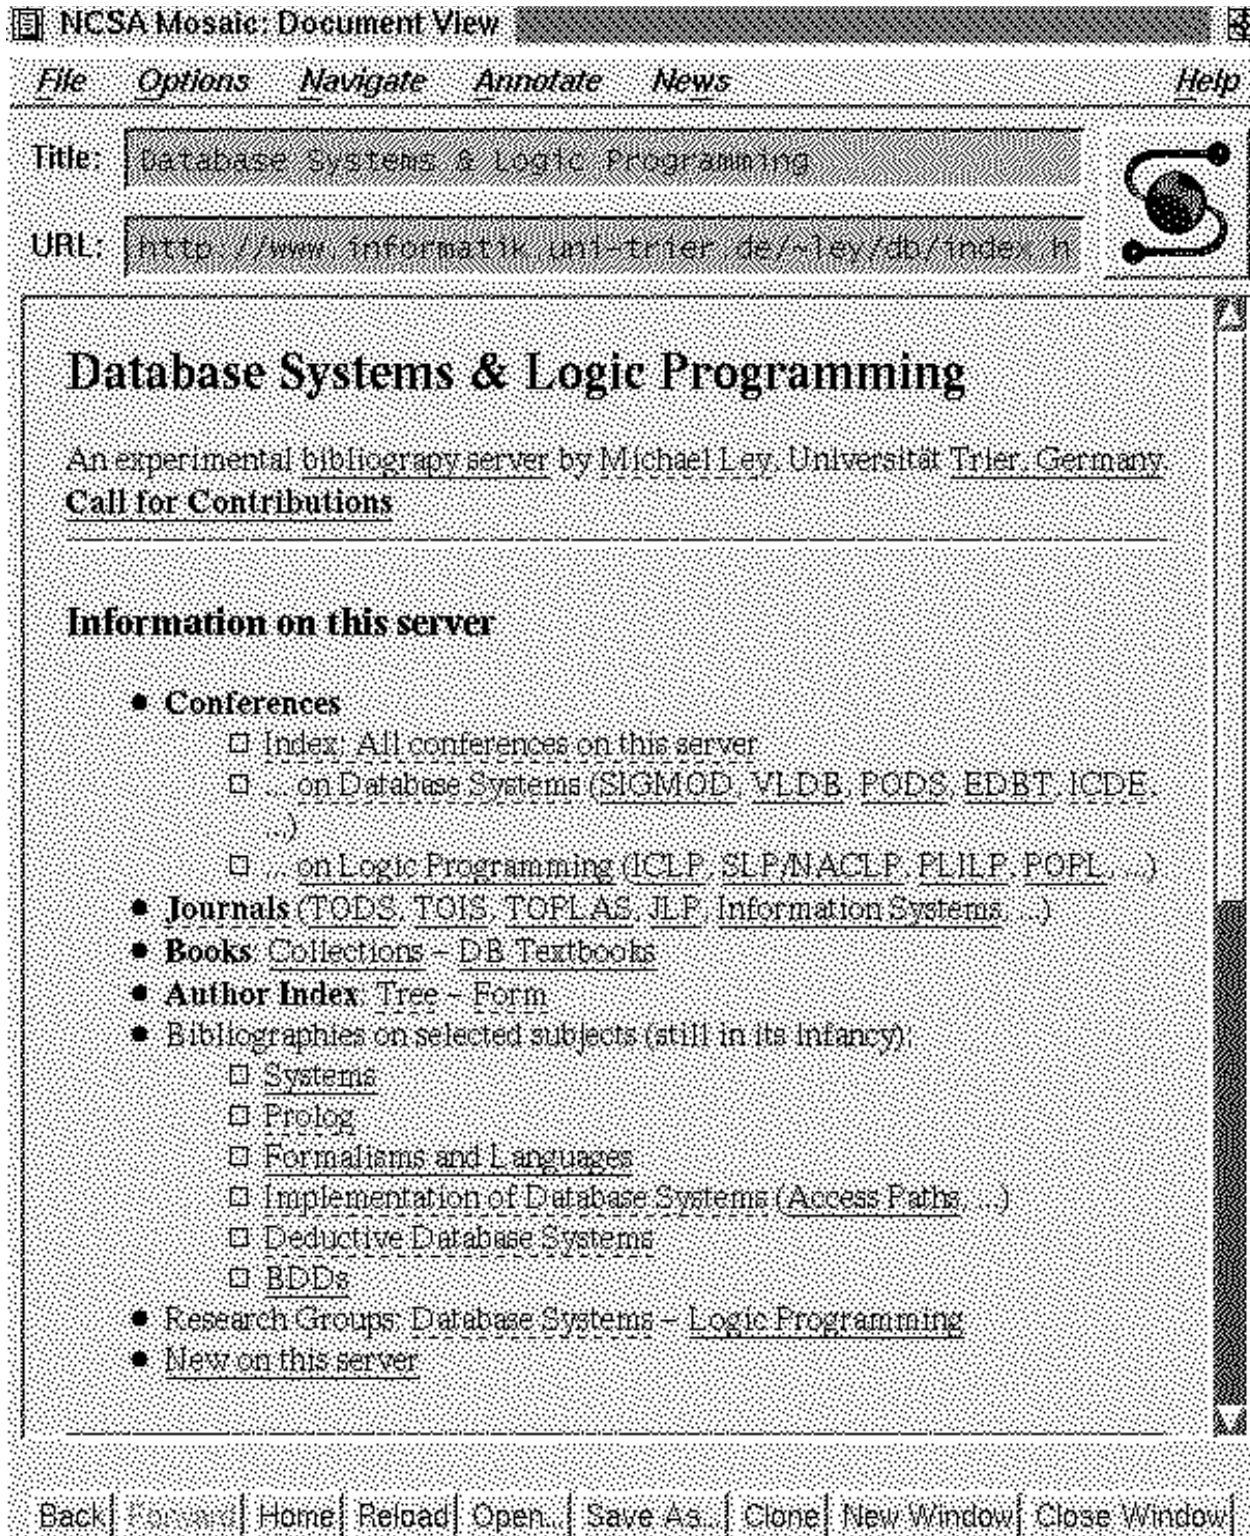 NCSA Mosaic: Document View
File Options Navigate Annotate News Help
Title: Database Systems & Logic Programming
URL: http://www.informatik.uni-trier.de/~ley/db/index.h
Database Systems & Logic Programming
An experimental bibliograpy server by Michael Ley, Universität Trier, Germany.
Call for Contributions
Information on this server
● Conferences
□ Index: All conferences on this server
□ ... on Database Systems (SIGMOD, VLDB, PODS, EDBT, ICDE,
...)
□ ... on Logic Programming (ICLP, SLP/NACLP, PLILP, POPL, ...)
● Journals (TODS, TOIS, TOPLAS, JLP, Information Systems, ...)
● Books: Collections - DB Textbooks
● Author Index: Tree - Form
● Bibliographies on selected subjects (still in its infancy):
□ Systems
□ Prolog
□ Formalisms and Languages
□ Implementation of Database Systems (Access Paths, ...)
□ Deductive Database Systems
□ BDDs
● Research Groups: Database Systems - Logic Programming
● New on this server
Back Forward Home Reload Open... Save As... Clone New Window Close Window